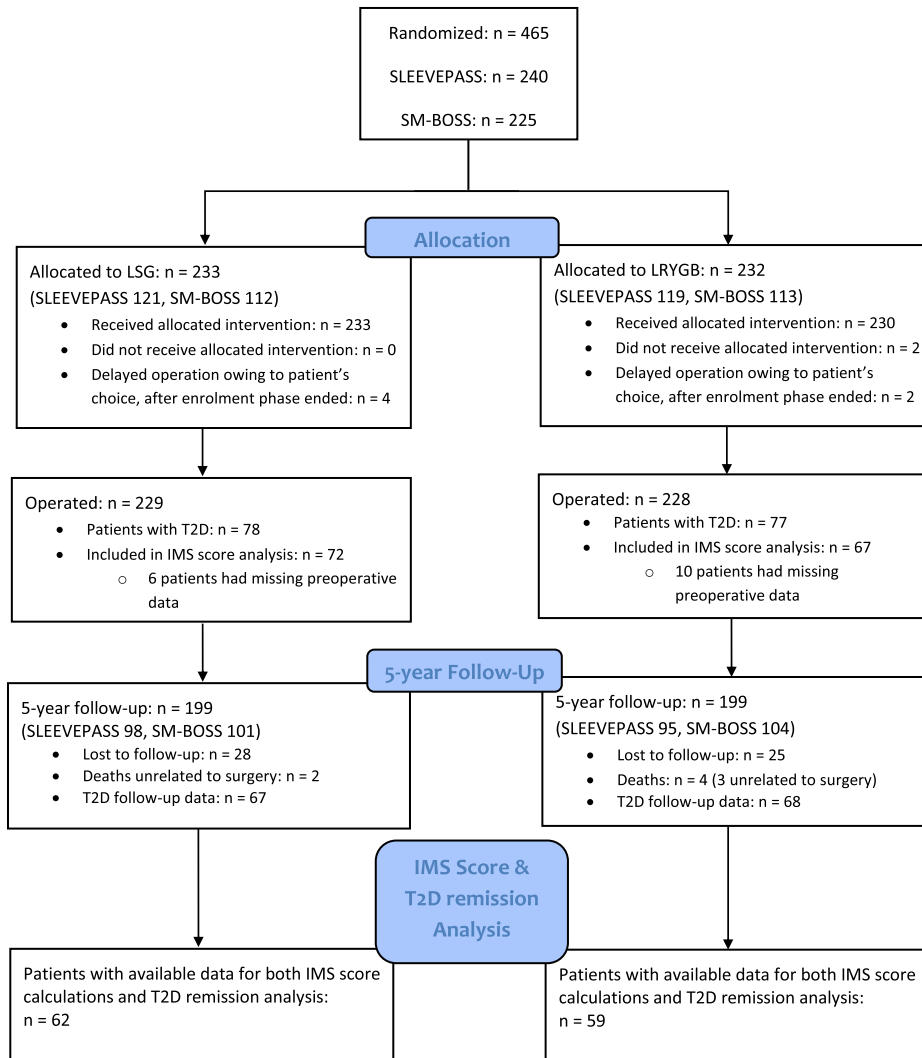 Randomized: n = 465
SLEEVEPASS: n = 240
SM-BOSS: n = 225
Allocation
Allocated to LSG: n = 233
(SLEEVEPASS 121, SM-BOSS 112)
• Received allocated intervention: n = 233
• Did not receive allocated intervention: n = 0
• Delayed operation owing to patient’s
choice, after enrolment phase ended: n = 4
Allocated to LRYGB: n = 232
(SLEEVEPASS 119, SM-BOSS 113)
• Received allocated intervention: n = 230
• Did not receive allocated intervention: n = 2
• Delayed operation owing to patient’s
choice, after enrolment phase ended: n = 2
Operated: n = 229
• Patients with T2D: n = 78
• Included in IMS score analysis: n = 72
o 6 patients had missing preoperative
data
Operated: n = 228
• Patients with T2D: n = 77
• Included in IMS score analysis: n = 67
o 10 patients had missing
preoperative data
5-year Follow-Up
5-year follow-up: n = 199
(SLEEVEPASS 98, SM-BOSS 101)
• Lost to follow-up: n = 28
• Deaths unrelated to surgery: n = 2
• T2D follow-up data: n = 67
5-year follow-up: n = 199
(SLEEVEPASS 95, SM-BOSS 104)
• Lost to follow-up: n = 25
• Deaths: n = 4 (3 unrelated to surgery)
• T2D follow-up data: n = 68
IMS Score &
T2D remission
Analysis
Patients with available data for both IMS score
calculations and T2D remission analysis:
n = 62
Patients with available data for both IMS score
calculations and T2D remission analysis:
n = 59